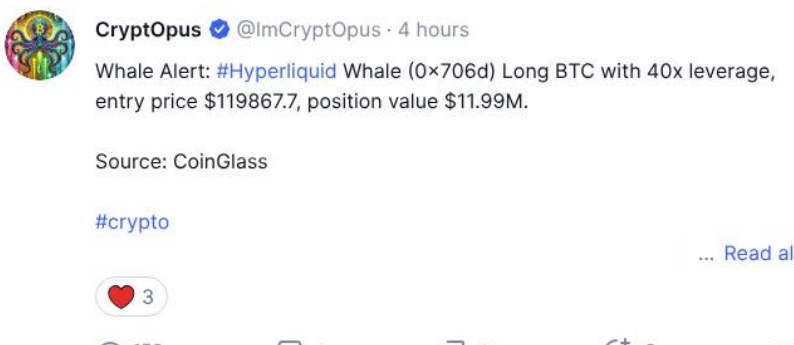 CryptOpus @ImCryptOpus · 4 hours
Whale Alert: #Hyperliquid Whale (0×706d) Long BTC with 40x leverage,
entry price $119867.7, position value $11.99M.
Source: CoinGlass
#crypto
... Read al
3